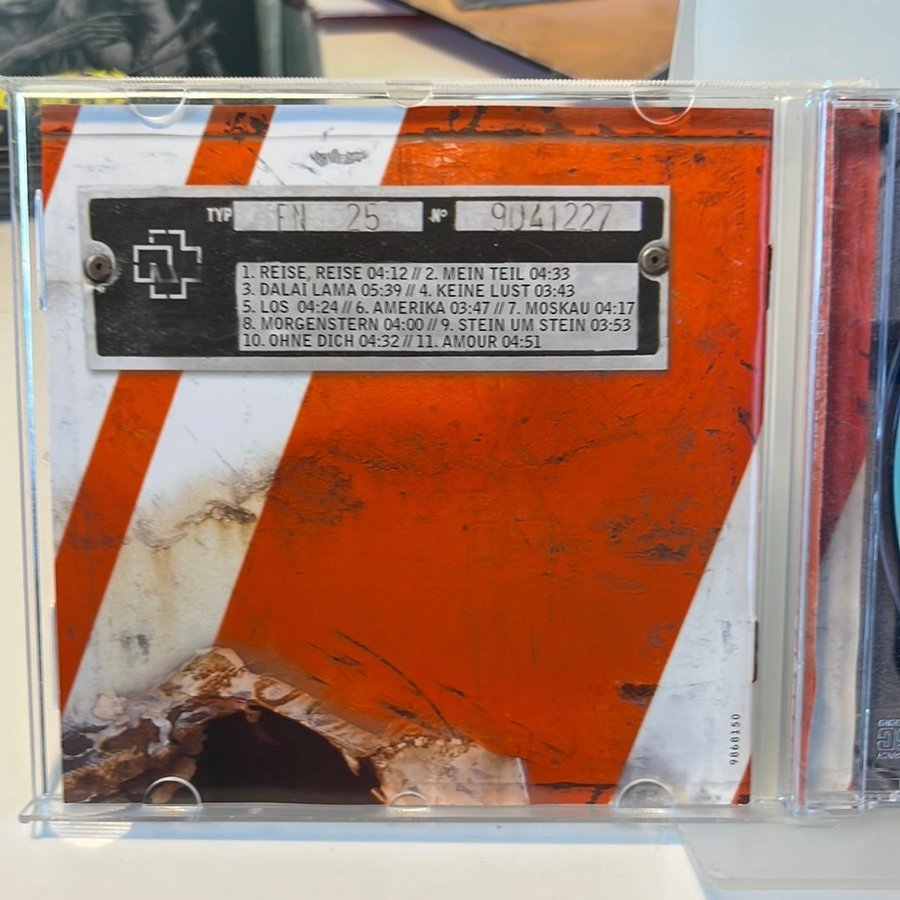 TYP FN 25 Nº 9041227
1. REISE, REISE 04:12 // 2. MEIN TEIL 04:33
3. DALAI LAMA 05:39 // 4. KEINE LUST 03:43
5. LOS 04:24 // 6. AMERIKA 03:47 // 7. MOSKAU 04:17
8. MORGENSTERN 04:00 // 9. STEIN UM STEIN 03:53
10. OHNE DICH 04:32 // 11. AMOUR 04:51
9868150